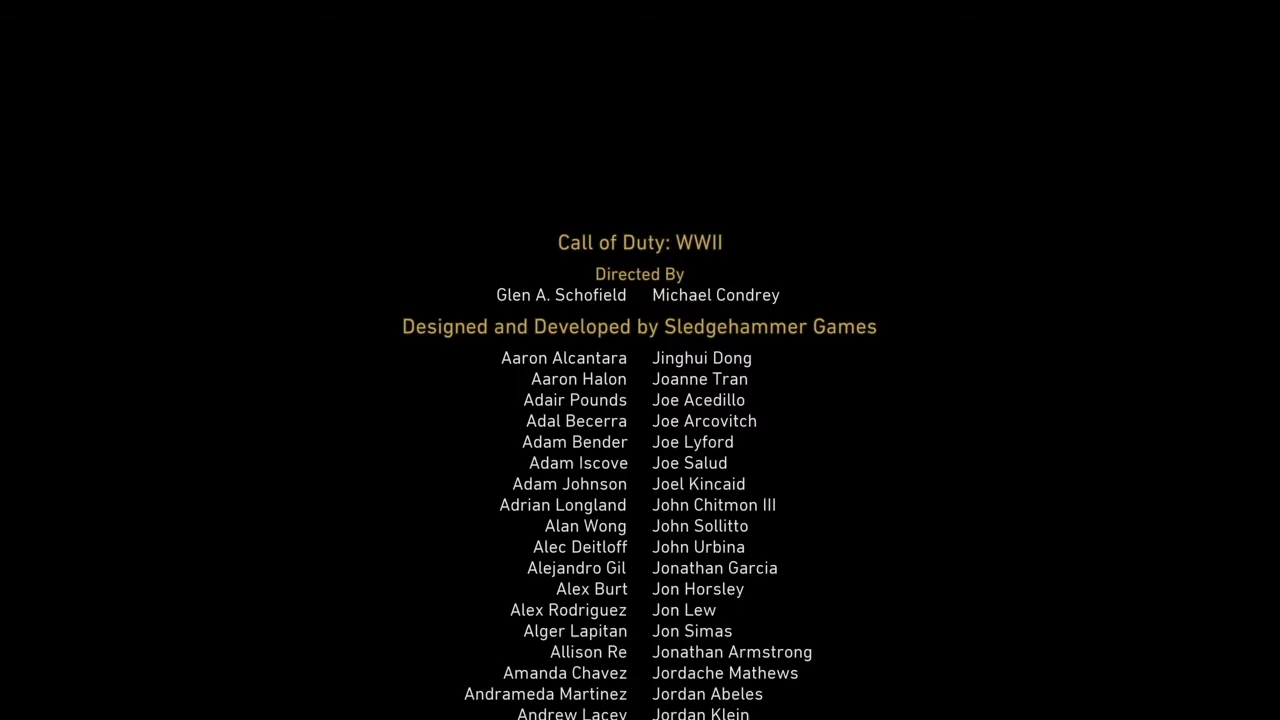 Call of Duty: WWII
Directed By
Glen A. Schofield Michael Condrey
Designed and Developed by Sledgehammer Games
Aaron Alcantara Jinghui Dong
Aaron Halon Joanne Tran
Adair Pounds Joe Acedillo
Adal Becerra Joe Arcovitch
Adam Bender Joe Lyford
Adam Iscove Joe Salud
Adam Johnson Joel Kincaid
Adrian Longland John Chitmon III
Alan Wong John Sollitto
Alec Deitloff John Urbina
Alejandro Gil Jonathan Garcia
Alex Burt Jon Horsley
Alex Rodriguez Jon Lew
Alger Lapitan Jon Simas
Allison Re Jonathan Armstrong
Amanda Chavez Jordache Mathews
Andrameda Martinez Jordan Abeles
Andrew Lacey Jordan Klein